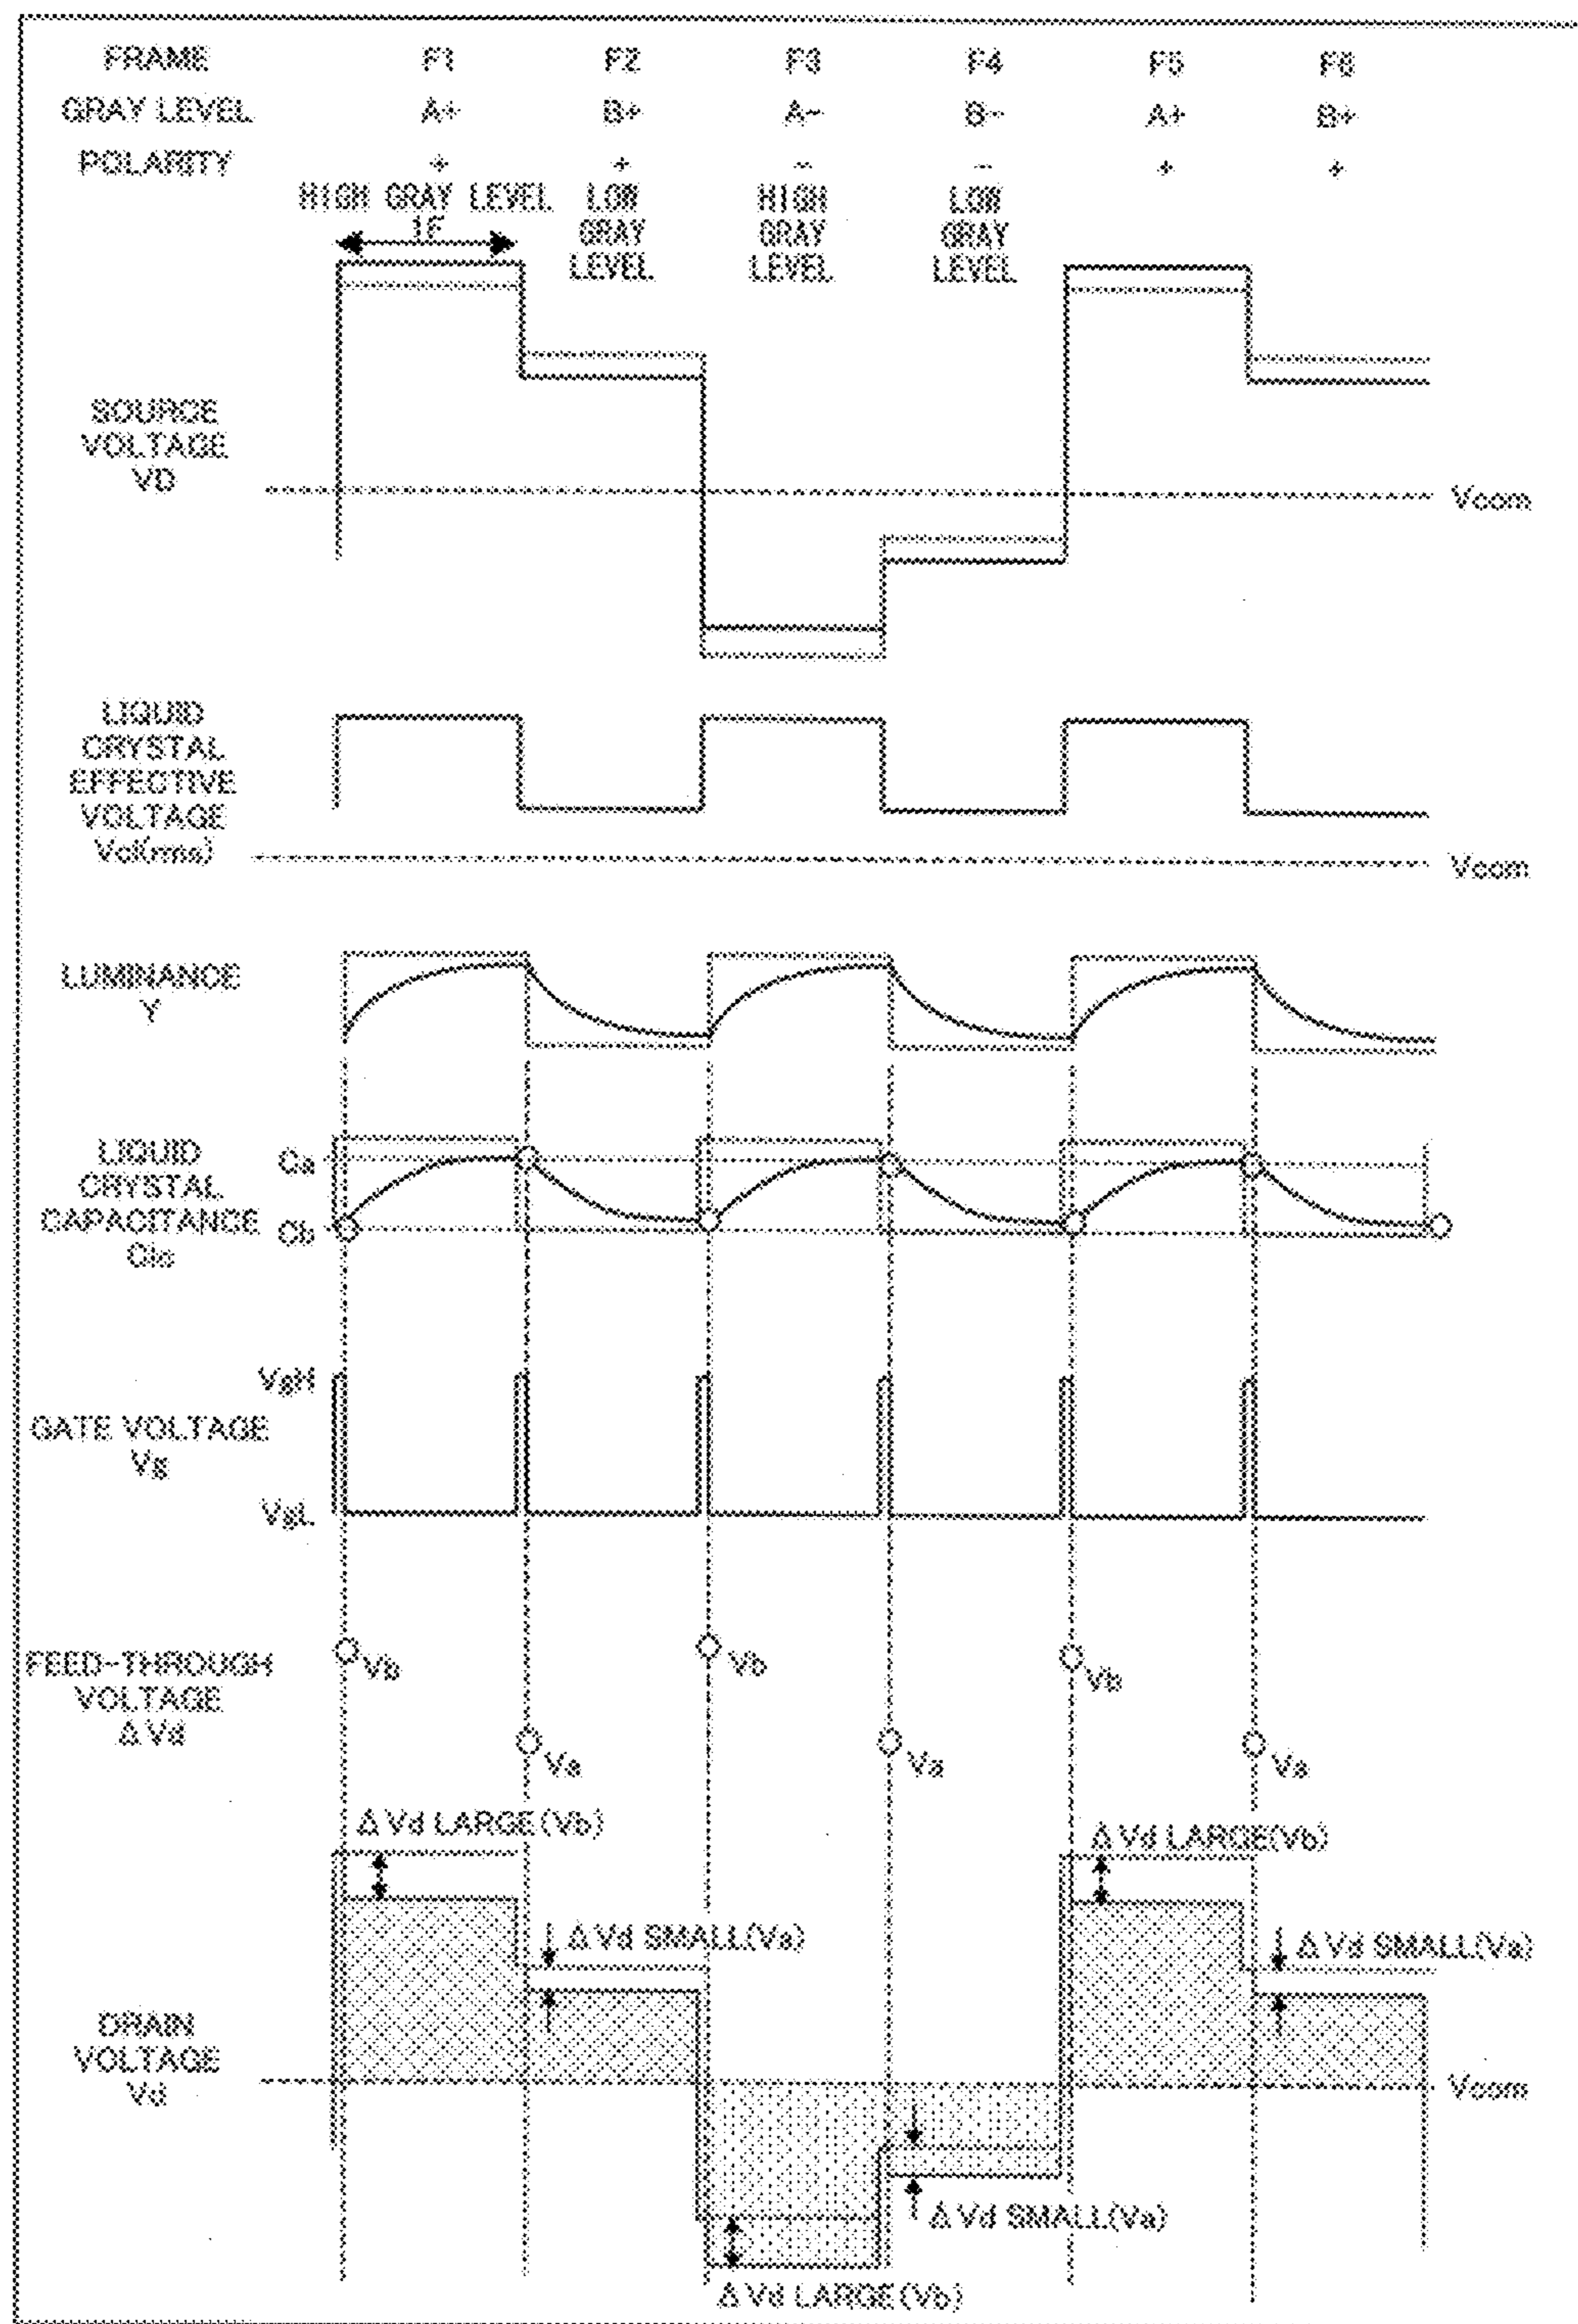 FRAME F1 F2 F3 F4 F5 F6
GRAY LEVEL A+ B+ A- B- A+ B+
POLARITY + + - - + +
HIGH GRAY LEVEL
1F
LOW
GRAY
LEVEL
HIGH
GRAY
LEVEL
LOW
GRAY
LEVEL
SOURCE
VOLTAGE
VD
Vcom
LIQUID
CRYSTAL
EFFECTIVE
VOLTAGE
Vcl(rms)
Vcom
LUMINANCE
Y
LIQUID
CRYSTAL
CAPACITANCE
Clc
Ca
Cb
GATE VOLTAGE
Vg
VgH
VgL
FEED-THROUGH
VOLTAGE
ΔVd
Vb Vb Vb
Va Va Va
ΔVd LARGE(Vb) ΔVd LARGE(Vb)
ΔVd SMALL(Va) ΔVd SMALL(Va)
DRAIN
VOLTAGE
Vd
Vcom
ΔVd SMALL(Va)
ΔVd LARGE(Vb)